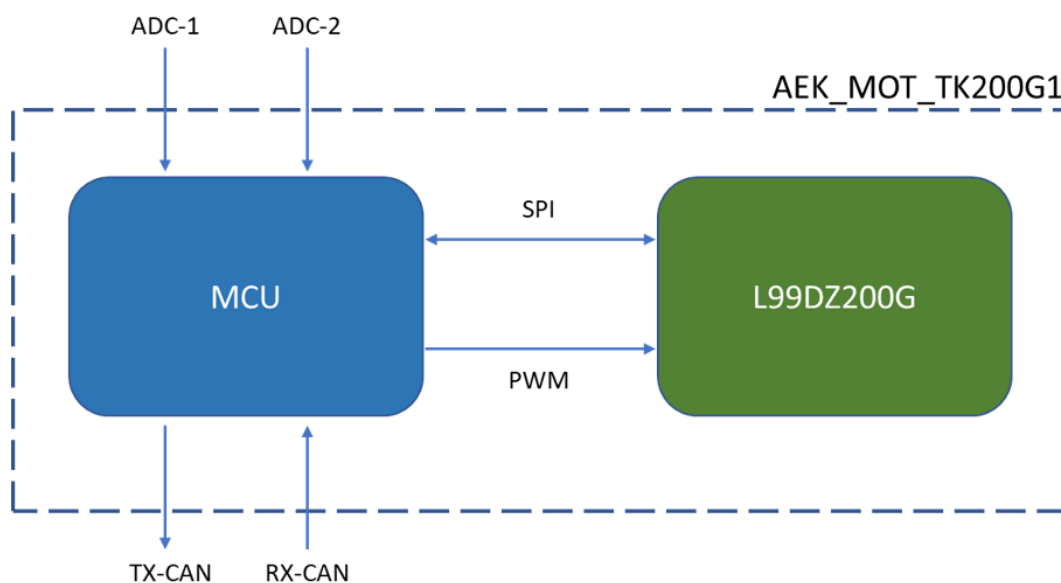 ADC-1
ADC-2
AEK_MOT_TK200G1
SPI
MCU
L99DZ200G
PWM
TX-CAN
RX-CAN